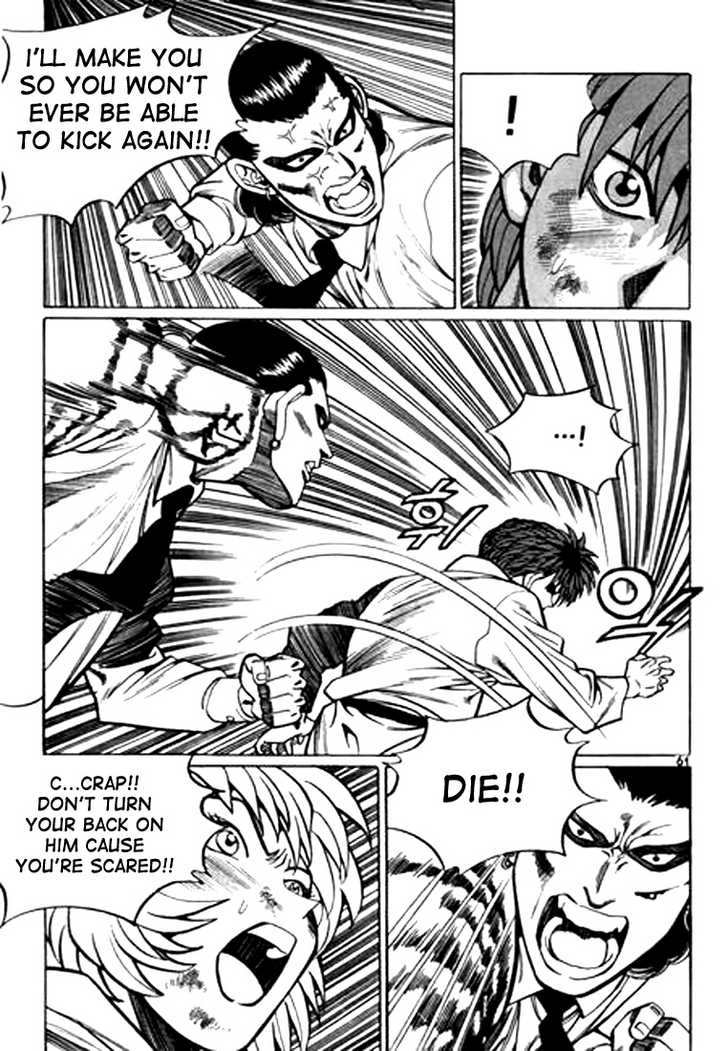 I'LL MAKE YOU
SO YOU WON'T
EVER BE ABLE
TO KICK AGAIN!!
!
...!
휙
61
C...CRAP!!
DON'T TURN
YOUR BACK ON
HIM CAUSE
YOU'RE SCARED!!
DIE!!